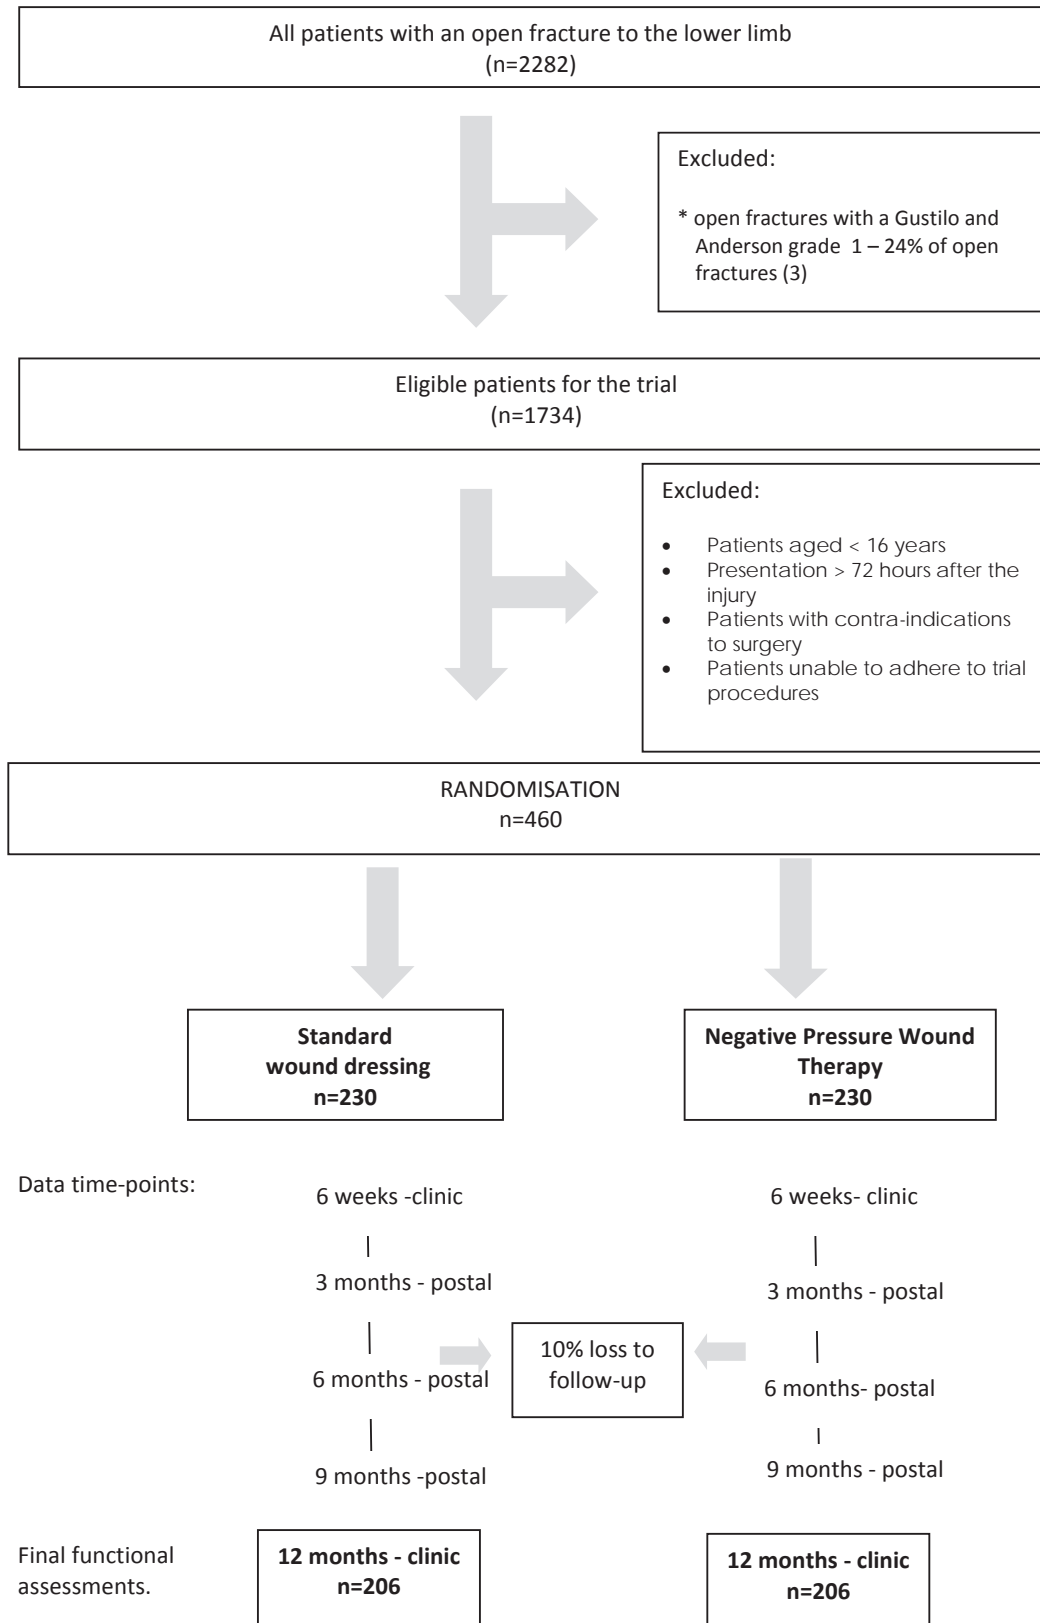 All patients with an open fracture to the lower limb
(n=2282)
Excluded:
* open fractures with a Gustilo and
Anderson grade 1 – 24% of open
fractures (3)
Eligible patients for the trial
(n=1734)
Excluded:
• Patients aged < 16 years
• Presentation > 72 hours after the
injury
• Patients with contra-indications
to surgery
• Patients unable to adhere to trial
procedures
RANDOMISATION
n=460
Standard
wound dressing
n=230
Negative Pressure Wound
Therapy
n=230
Data time-points:
6 weeks -clinic
6 weeks- clinic
3 months - postal
3 months - postal
10% loss to
follow-up
6 months - postal
6 months- postal
9 months -postal
9 months - postal
Final functional
assessments.
12 months - clinic
n=206
12 months - clinic
n=206